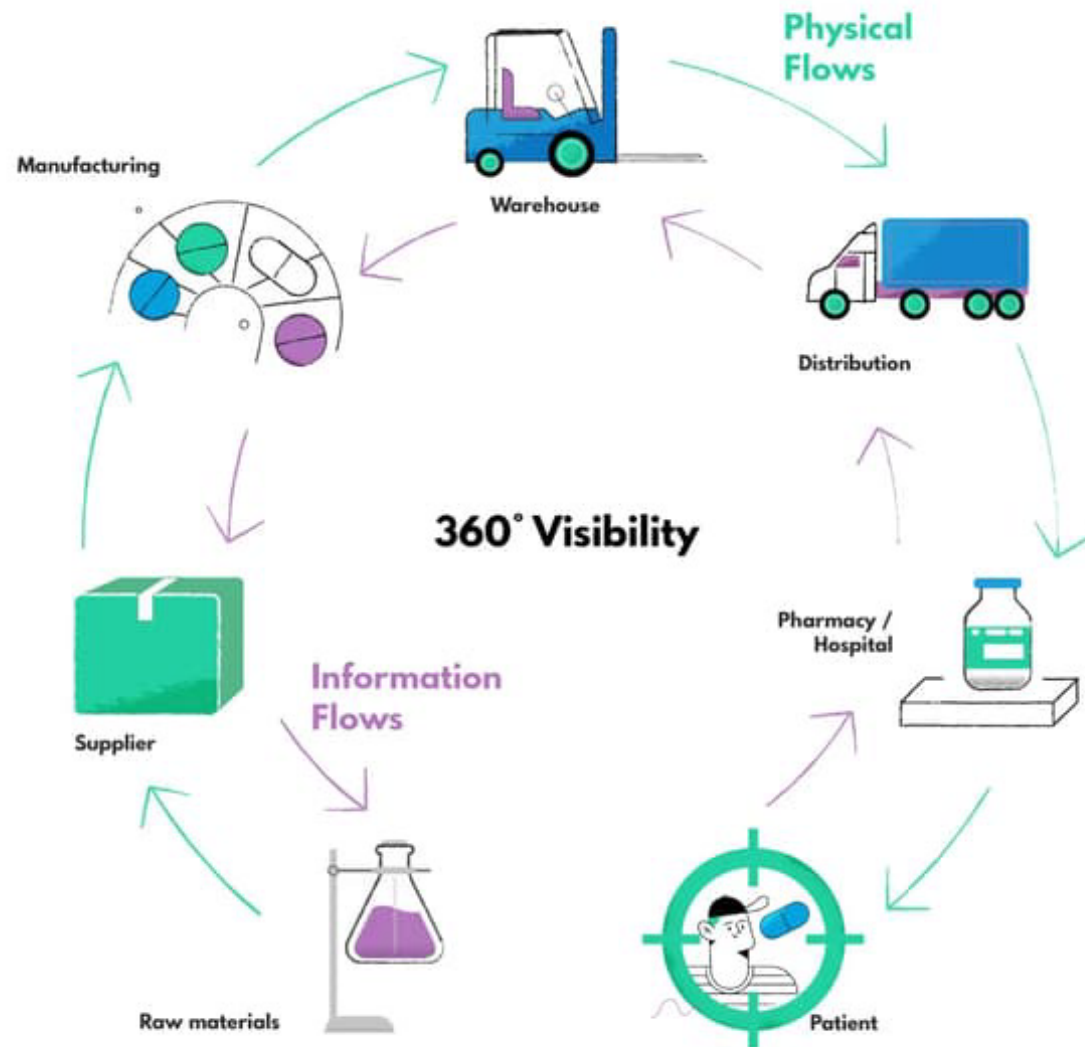 Physical
Flows
Manufacturing
Warehouse
Distribution
360° Visibility
Pharmacy /
Hospital
Information
Flows
Supplier
Raw materials
Patient